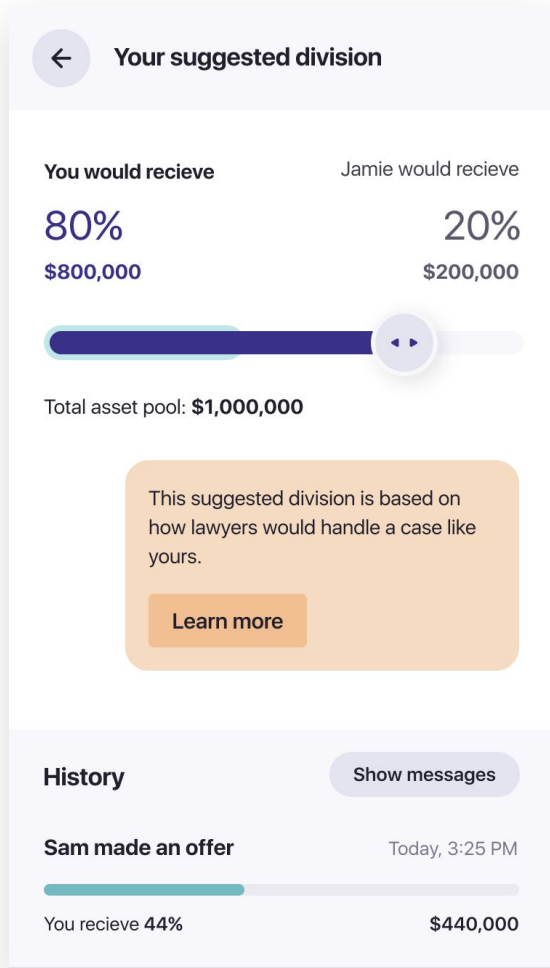 Your suggested division
You would recieve
Jamie would recieve
80%
20%
$800,000
$200,000
Total asset pool: $1,000,000
This suggested division is based on
how lawyers would handle a case like
yours.
Learn more
History
Show messages
Sam made an offer
Today, 3:25 PM
You recieve 44%
$440,000